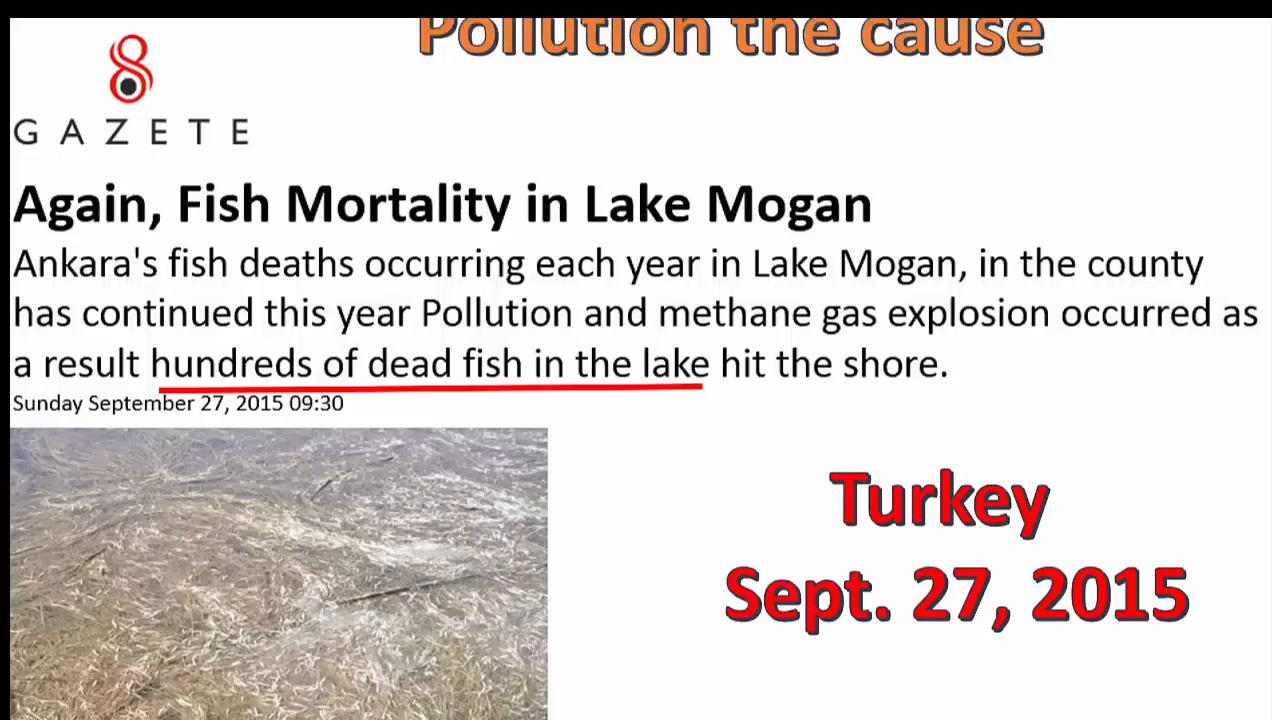 Pollution the cause
8
GAZETE
Again, Fish Mortality in Lake Mogan
Ankara's fish deaths occurring each year in Lake Mogan, in the county
has continued this year Pollution and methane gas explosion occurred as
a result hundreds of dead fish in the lake hit the shore.
Sunday September 27, 2015 09:30
Turkey
Sept. 27, 2015